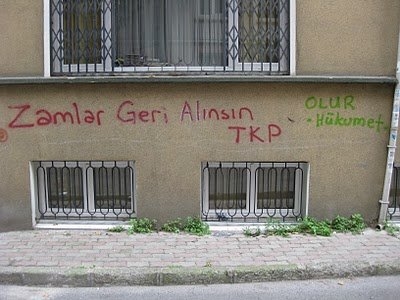 Zamlar Geri Alınsın
TKP
OLUR
-Hükumet.